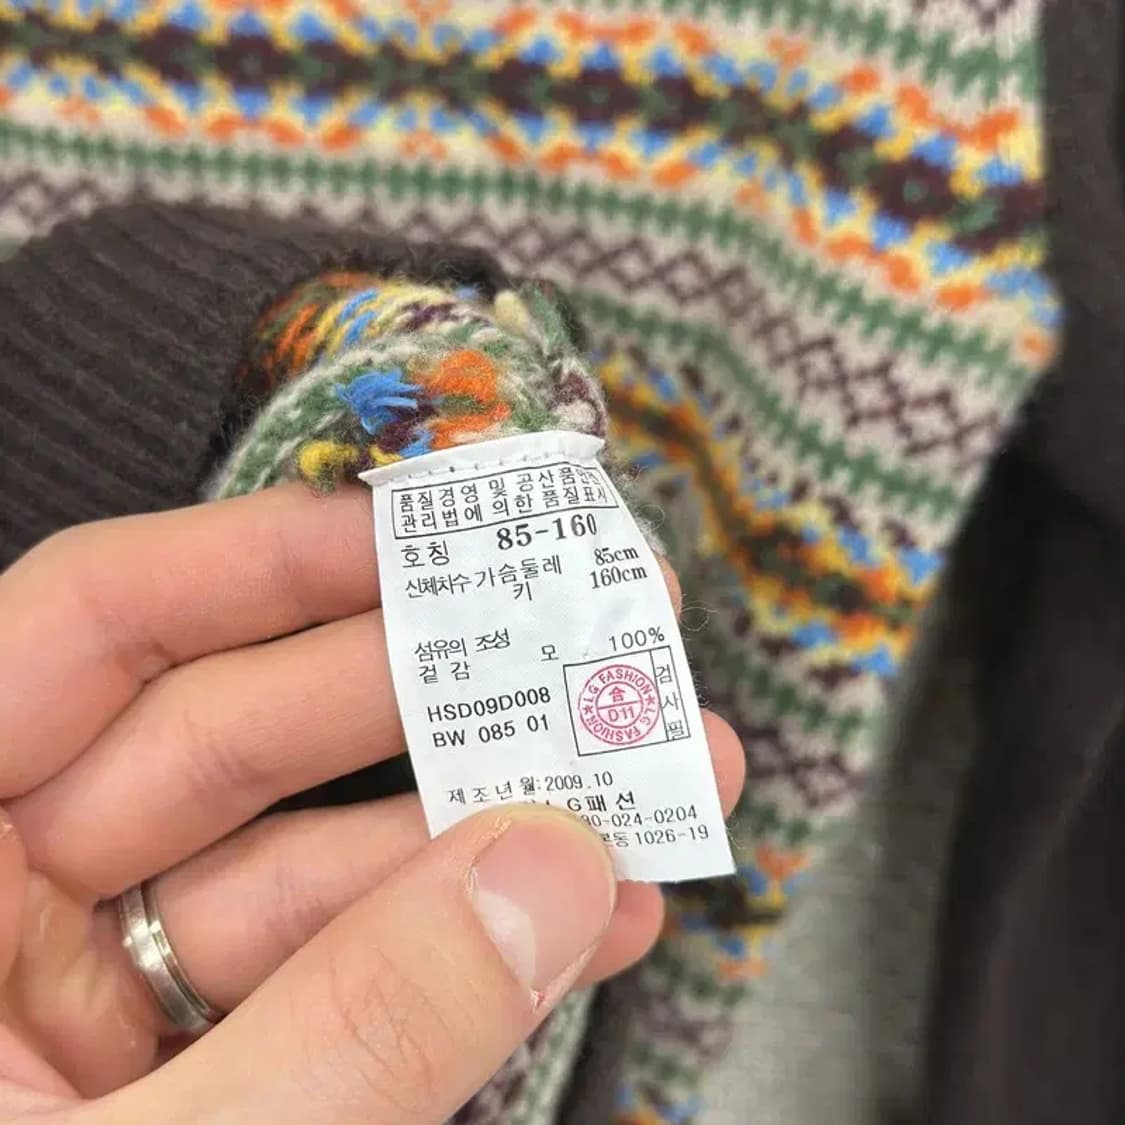 품질경영 및 공산품안전
관리법에 의한 품질표시
호칭 85-160
신체치수 가슴둘레 85cm
키 160cm
섬유의 조성
겉감 모 100%
HSD09D008
BW 085 01
LG FASHION ★ LG FASHION ★
合
D11
검사필
제조년월:2009.10
G패션
80-024-0204
본동 1026-19